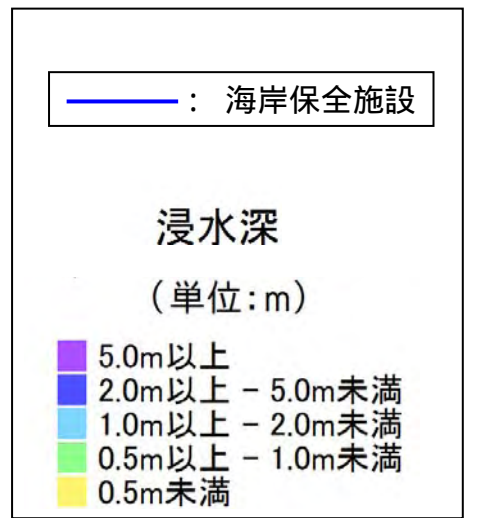 ： 海岸保全施設
浸水深
（単位：m）
5.0m以上
2.0m以上 － 5.0m未満
1.0m以上 － 2.0m未満
0.5m以上 － 1.0m未満
0.5m未満